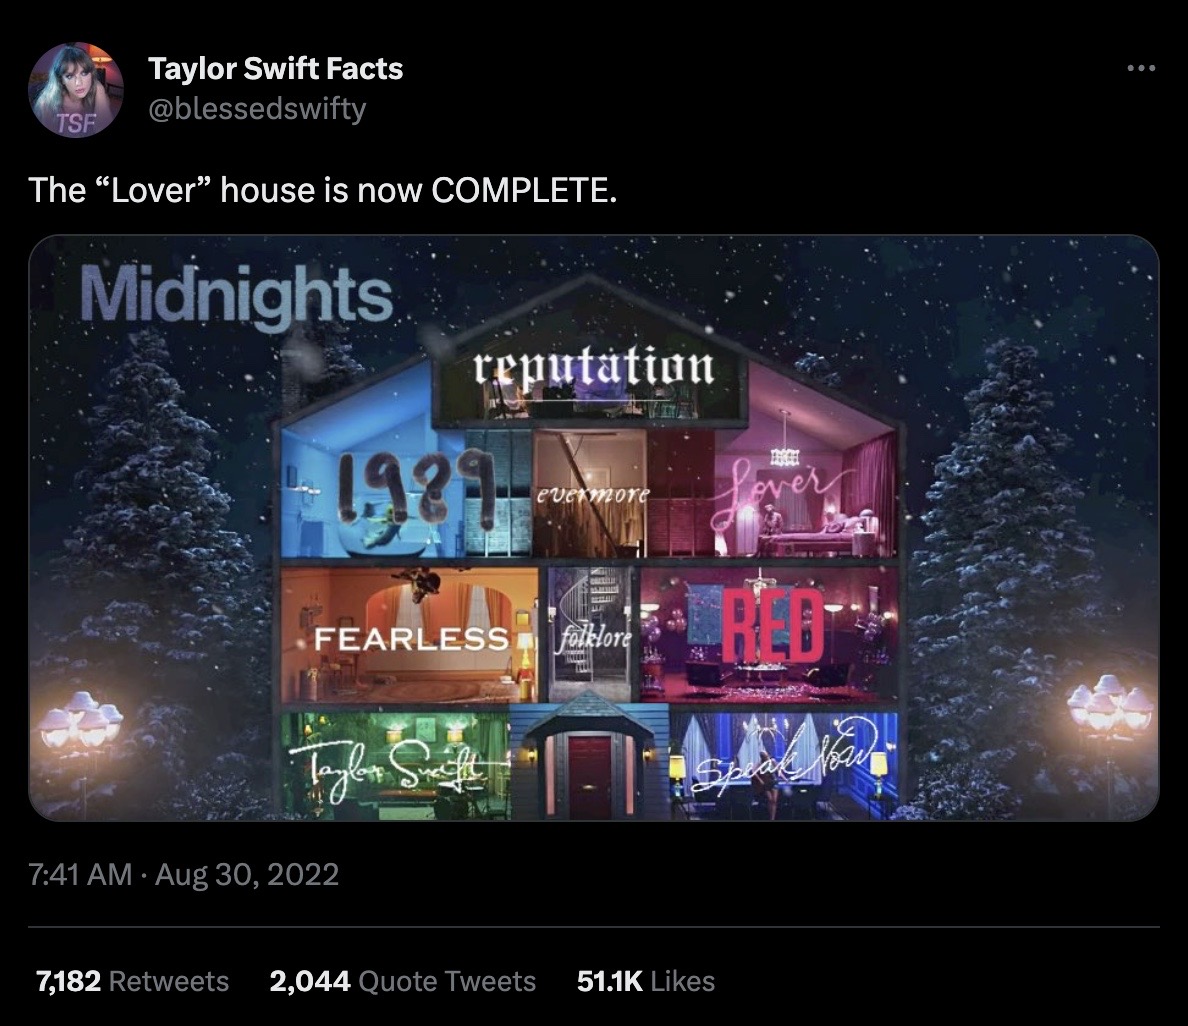 Taylor Swift Facts
@blessedswifty
TSF
The “Lover” house is now COMPLETE.
Midnights
reputation
1989
evermore
Lover
FEARLESS
folklore
RED
Taylor Swift
Speak Now
7:41 AM · Aug 30, 2022
7,182 Retweets 2,044 Quote Tweets 51.1K Likes